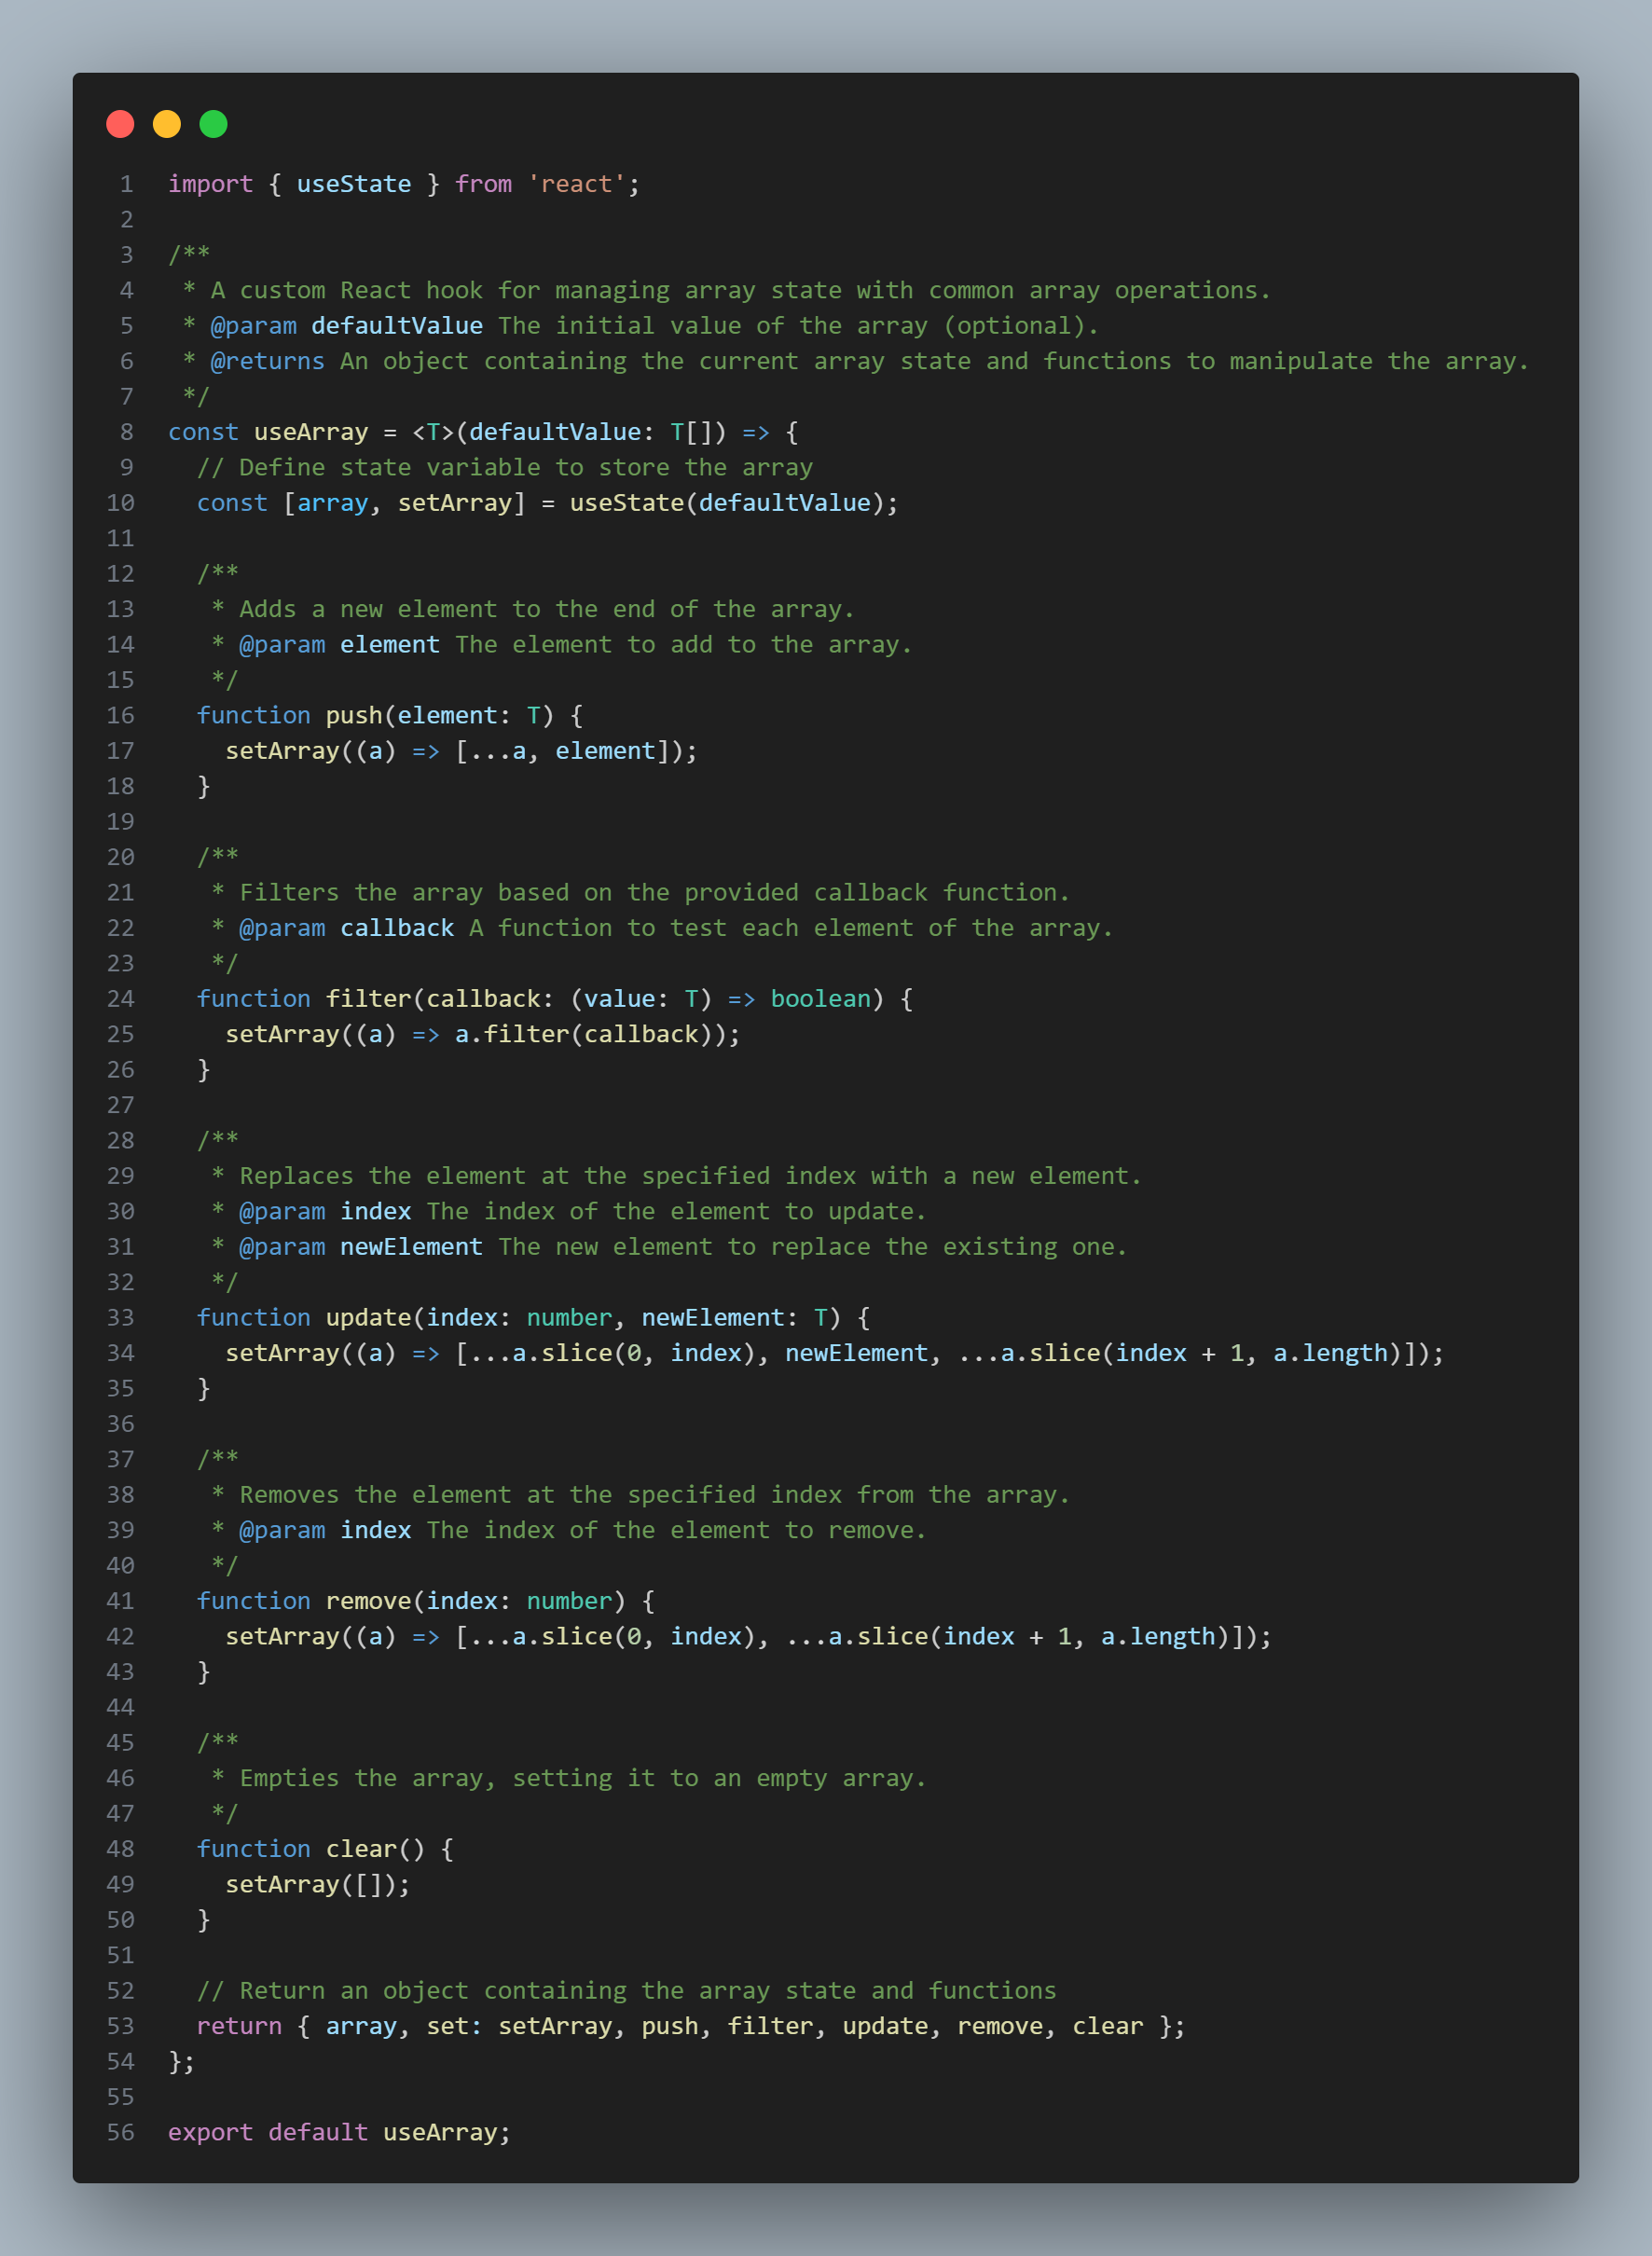 1 import { useState } from 'react';
2
3 /**
4  * A custom React hook for managing array state with common array operations.
5  * @param defaultValue The initial value of the array (optional).
6  * @returns An object containing the current array state and functions to manipulate the array.
7  */
8 const useArray = <T>(defaultValue: T[]) => {
9   // Define state variable to store the array
10   const [array, setArray] = useState(defaultValue);
11
12   /**
13    * Adds a new element to the end of the array.
14    * @param element The element to add to the array.
15    */
16   function push(element: T) {
17     setArray((a) => [...a, element]);
18   }
19
20   /**
21    * Filters the array based on the provided callback function.
22    * @param callback A function to test each element of the array.
23    */
24   function filter(callback: (value: T) => boolean) {
25     setArray((a) => a.filter(callback));
26   }
27
28   /**
29    * Replaces the element at the specified index with a new element.
30    * @param index The index of the element to update.
31    * @param newElement The new element to replace the existing one.
32    */
33   function update(index: number, newElement: T) {
34     setArray((a) => [...a.slice(0, index), newElement, ...a.slice(index + 1, a.length)]);
35   }
36
37   /**
38    * Removes the element at the specified index from the array.
39    * @param index The index of the element to remove.
40    */
41   function remove(index: number) {
42     setArray((a) => [...a.slice(0, index), ...a.slice(index + 1, a.length)]);
43   }
44
45   /**
46    * Empties the array, setting it to an empty array.
47    */
48   function clear() {
49     setArray([]);
50   }
51
52   // Return an object containing the array state and functions
53   return { array, set: setArray, push, filter, update, remove, clear };
54 };
55
56 export default useArray;